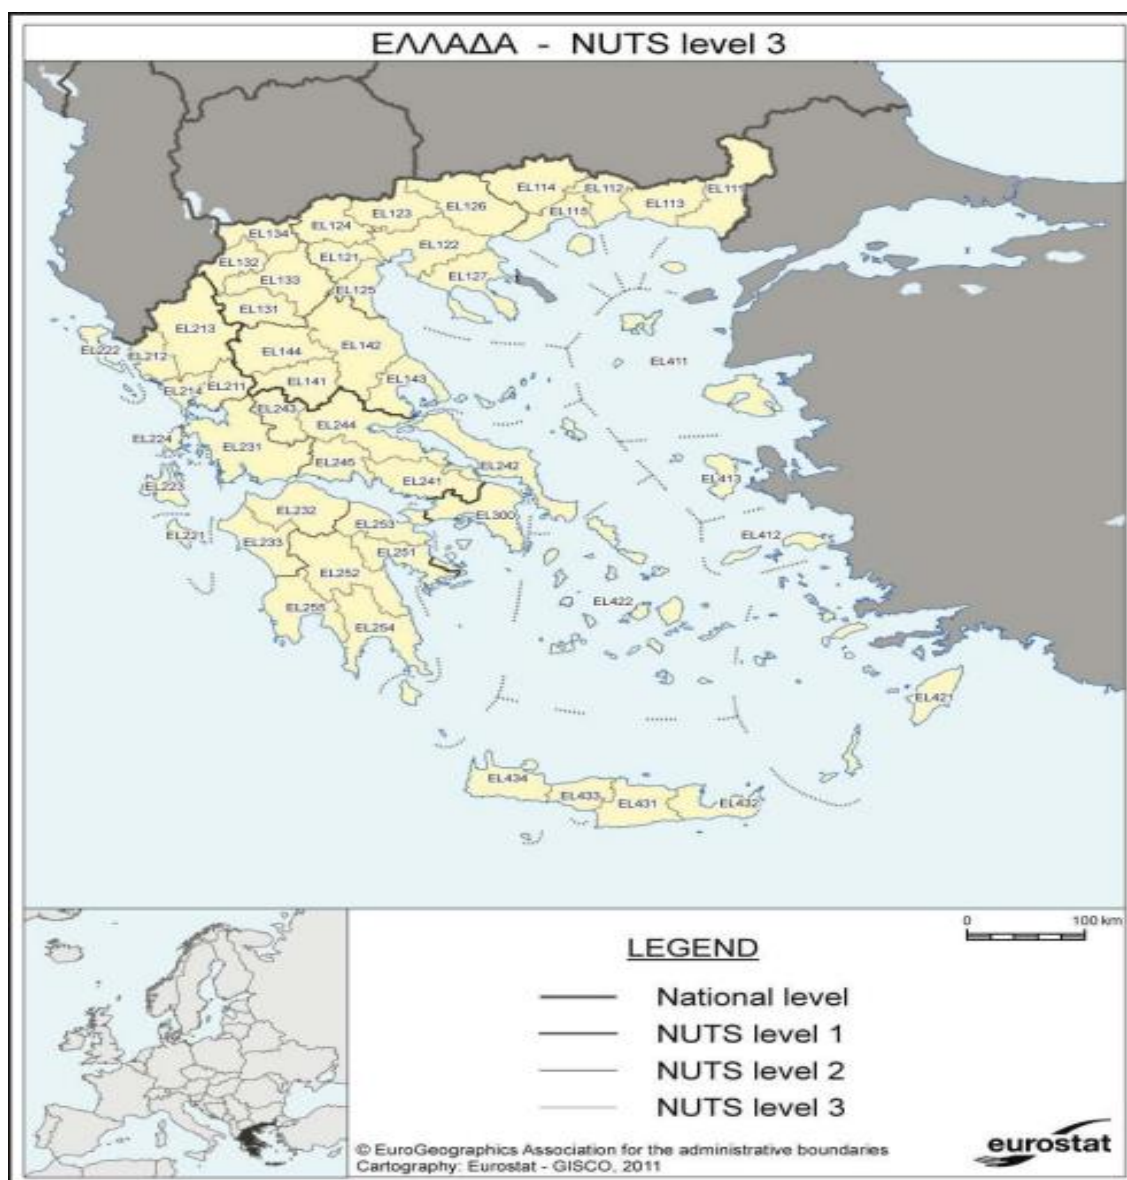 ΕΛΛΑΔΑ - NUTS level 3
EL114 EL112 EL111
EL123 EL126 EL115 EL113
EL134 EL124
EL122
EL132 EL121
EL133 EL127
EL125
EL131
EL213
EL222 EL212 EL144 EL142
EL411
EL214 EL211 EL141 EL143
EL243
EL224 EL231 EL244
EL245 EL242
EL223 EL241 EL413
EL232 EL253 EL300
EL221 EL233 EL251 EL412
EL252
EL255 EL422
EL254
EL421
EL434
EL433 EL431 EL432
0 100 km
LEGEND
National level
NUTS level 1
NUTS level 2
NUTS level 3
© EuroGeographics Association for the administrative boundaries
Cartography: Eurostat - GISCO, 2011
eurostat